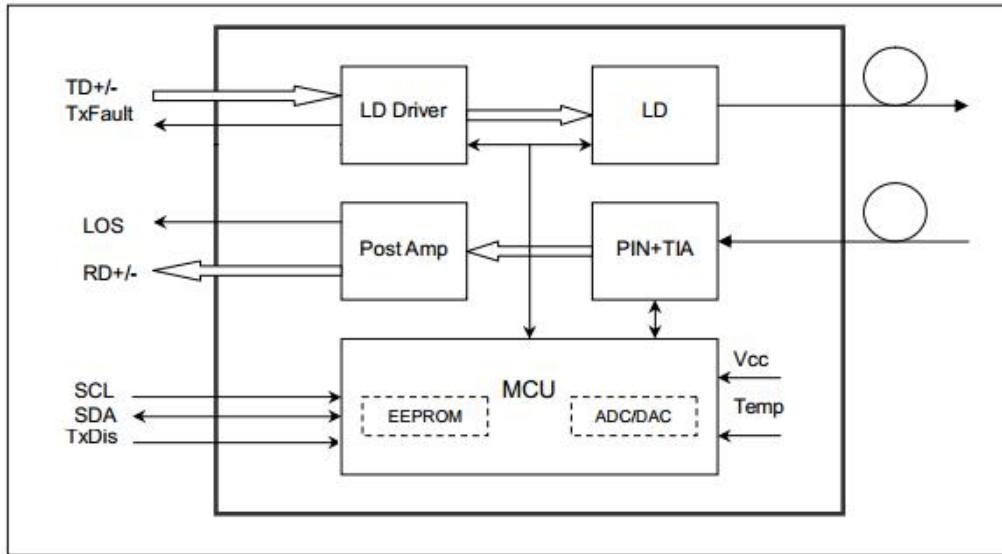 TD+/-
TxFault
LD Driver
LD
LOS
RD+/-
Post Amp
PIN+TIA
SCL
SDA
TxDis
MCU
EEPROM
ADC/DAC
Vcc
Temp